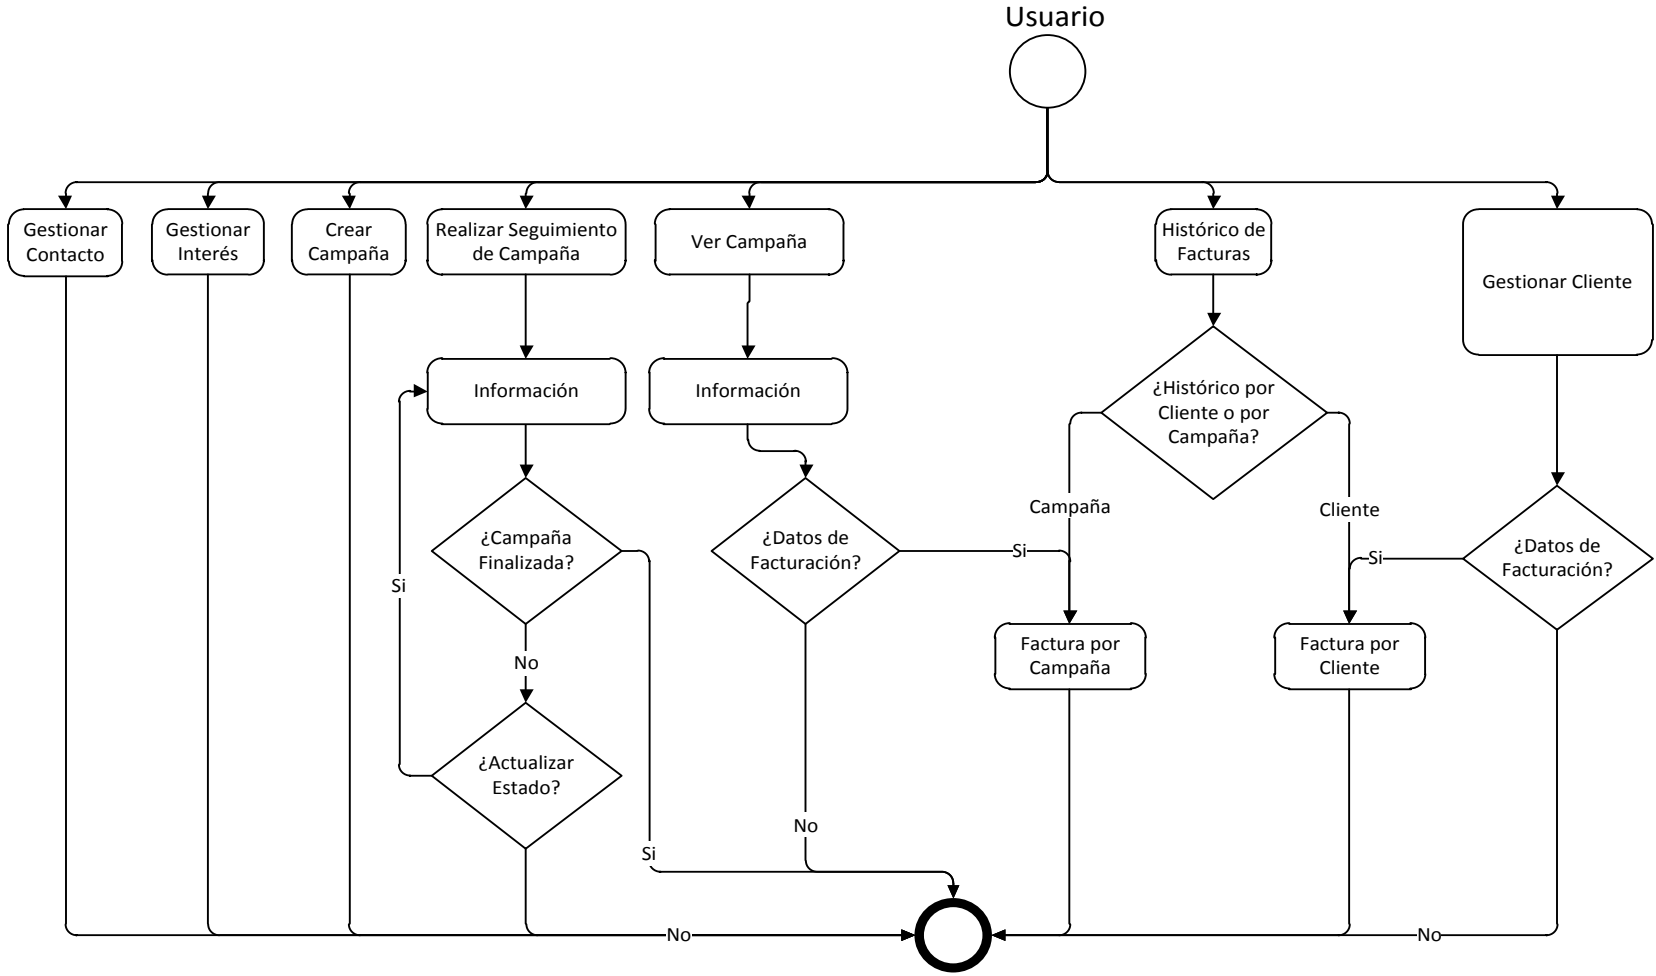 Usuario
Gestionar
Contacto
Gestionar
Interés
Crear
Campaña
Realizar Seguimiento
de Campaña
Ver Campaña
Histórico de
Facturas
Gestionar Cliente
Información
Información
¿Histórico por
Cliente o por
Campaña?
Campaña
Cliente
¿Campaña
Finalizada?
¿Datos de
Facturación?
Si
Si
¿Datos de
Facturación?
Si
No
Factura por
Campaña
Factura por
Cliente
¿Actualizar
Estado?
No
Si
No
No